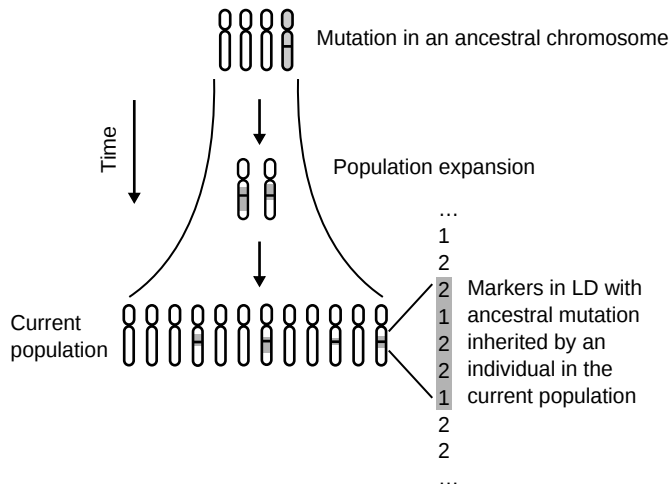 Mutation in an ancestral chromosome
Time
Population expansion
...
1
2
2
1
2
2
1
2
2
...
Markers in LD with
ancestral mutation
inherited by an
individual in the
current population
Current
population